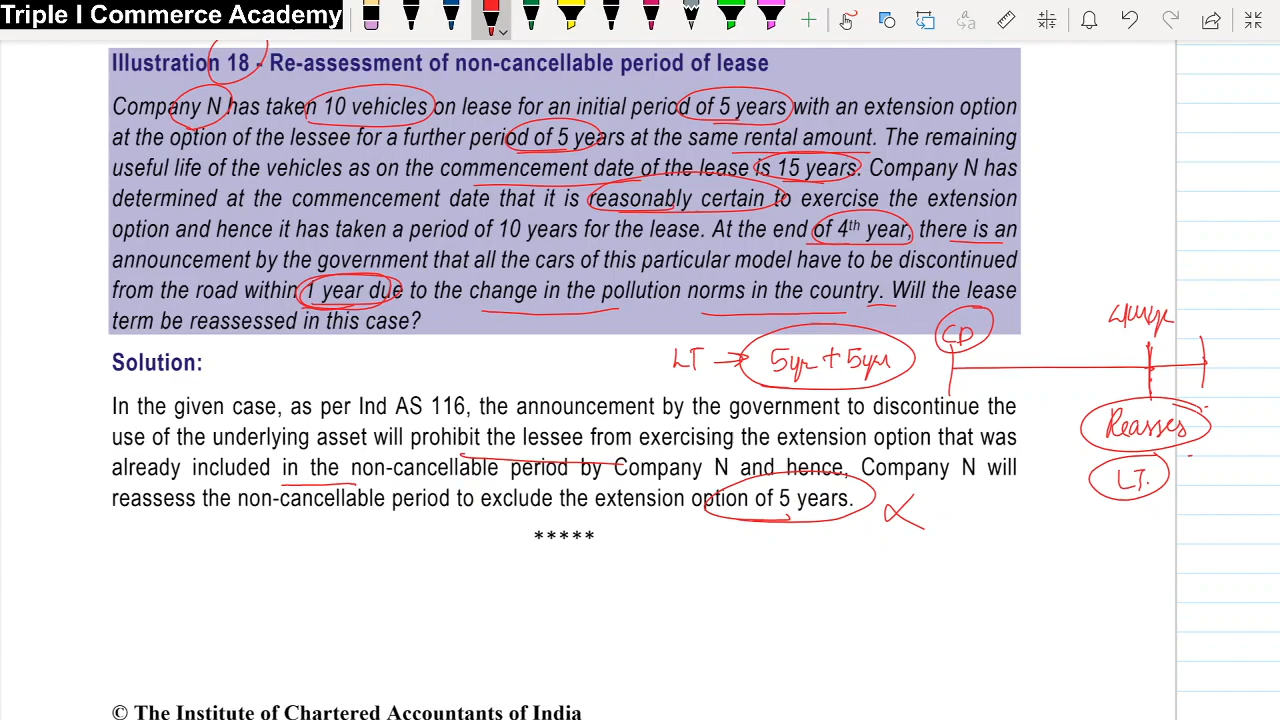 Triple I Commerce Academy
Illustration 18 - Re-assessment of non-cancellable period of lease
Company N has taken 10 vehicles on lease for an initial period of 5 years with an extension option
at the option of the lessee for a further period of 5 years at the same rental amount. The remaining
useful life of the vehicles as on the commencement date of the lease is 15 years. Company N has
determined at the commencement date that it is reasonably certain to exercise the extension
option and hence it has taken a period of 10 years for the lease. At the end of 4th year, there is an
announcement by the government that all the cars of this particular model have to be discontinued
from the road within 1 year due to the change in the pollution norms in the country. Will the lease
term be reassessed in this case?
CD
LT → 5yr + 5yr
Solution:
In the given case, as per Ind AS 116, the announcement by the government to discontinue the
use of the underlying asset will prohibit the lessee from exercising the extension option that was
already included in the non-cancellable period by Company N and hence, Company N will
reassess the non-cancellable period to exclude the extension option of 5 years.
Reasses
LT.
*****
© The Institute of Chartered Accountants of India